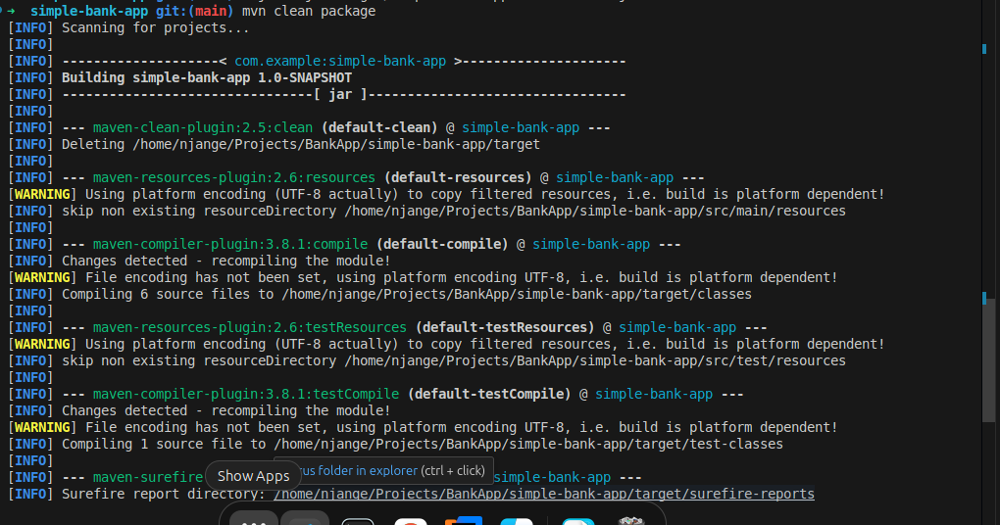 → simple-bank-app git:(main) mvn clean package
[INFO] Scanning for projects...
[INFO]
[INFO] --------------------< com.example:simple-bank-app >---------------------
[INFO] Building simple-bank-app 1.0-SNAPSHOT
[INFO] --------------------------------[ jar ]---------------------------------
[INFO]
[INFO] --- maven-clean-plugin:2.5:clean (default-clean) @ simple-bank-app ---
[INFO] Deleting /home/njange/Projects/BankApp/simple-bank-app/target
[INFO]
[INFO] --- maven-resources-plugin:2.6:resources (default-resources) @ simple-bank-app ---
[WARNING] Using platform encoding (UTF-8 actually) to copy filtered resources, i.e. build is platform dependent!
[INFO] skip non existing resourceDirectory /home/njange/Projects/BankApp/simple-bank-app/src/main/resources
[INFO]
[INFO] --- maven-compiler-plugin:3.8.1:compile (default-compile) @ simple-bank-app ---
[INFO] Changes detected - recompiling the module!
[WARNING] File encoding has not been set, using platform encoding UTF-8, i.e. build is platform dependent!
[INFO] Compiling 6 source files to /home/njange/Projects/BankApp/simple-bank-app/target/classes
[INFO]
[INFO] --- maven-resources-plugin:2.6:testResources (default-testResources) @ simple-bank-app ---
[WARNING] Using platform encoding (UTF-8 actually) to copy filtered resources, i.e. build is platform dependent!
[INFO] skip non existing resourceDirectory /home/njange/Projects/BankApp/simple-bank-app/src/test/resources
[INFO]
[INFO] --- maven-compiler-plugin:3.8.1:testCompile (default-testCompile) @ simple-bank-app ---
[INFO] Changes detected - recompiling the module!
[WARNING] File encoding has not been set, using platform encoding UTF-8, i.e. build is platform dependent!
[INFO] Compiling 1 source file to /home/njange/Projects/BankApp/simple-bank-app/target/test-classes
[INFO]
folder in explorer (ctrl + click)
Show Apps
[INFO] --- maven-surefire simple-bank-app ---
[INFO] Surefire report directory: /home/njange/Projects/BankApp/simple-bank-app/target/surefire-reports